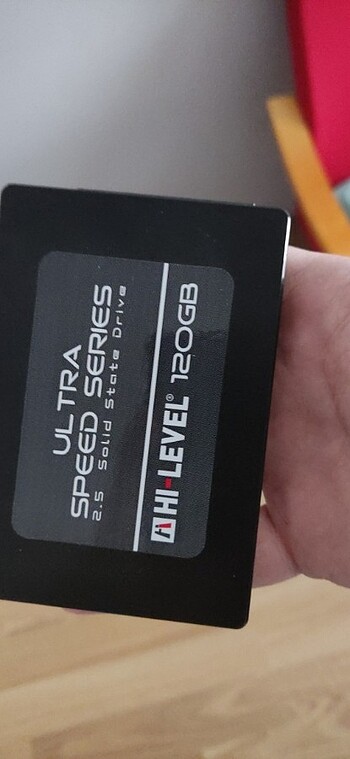 ULTRA
SPEED SERIES
2.5 Solid State Drive
HI-LEVEL® 120GB